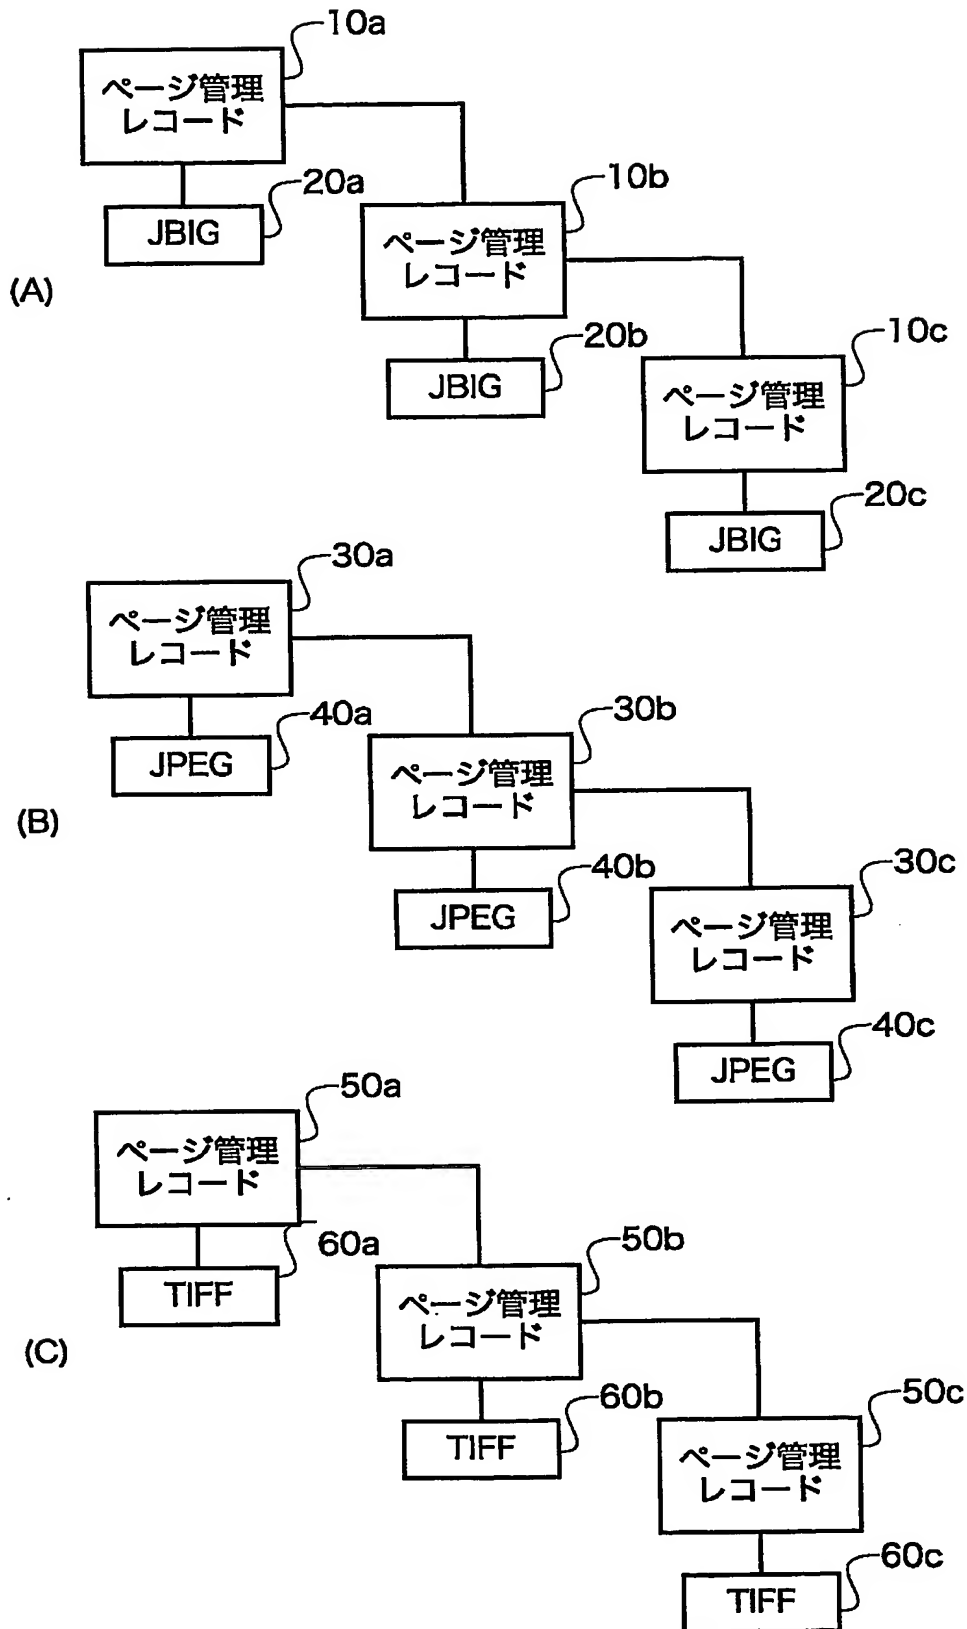 10a
ページ管理
レコード
20a
JBIG
10b
ページ管理
レコード
(A)
20b
JBIG
10c
ページ管理
レコード
20c
JBIG
30a
ページ管理
レコード
40a
JPEG
30b
ページ管理
レコード
(B)
40b
JPEG
30c
ページ管理
レコード
40c
JPEG
50a
ページ管理
レコード
60a
TIFF
50b
ページ管理
レコード
(C)
60b
TIFF
50c
ページ管理
レコード
60c
TIFF